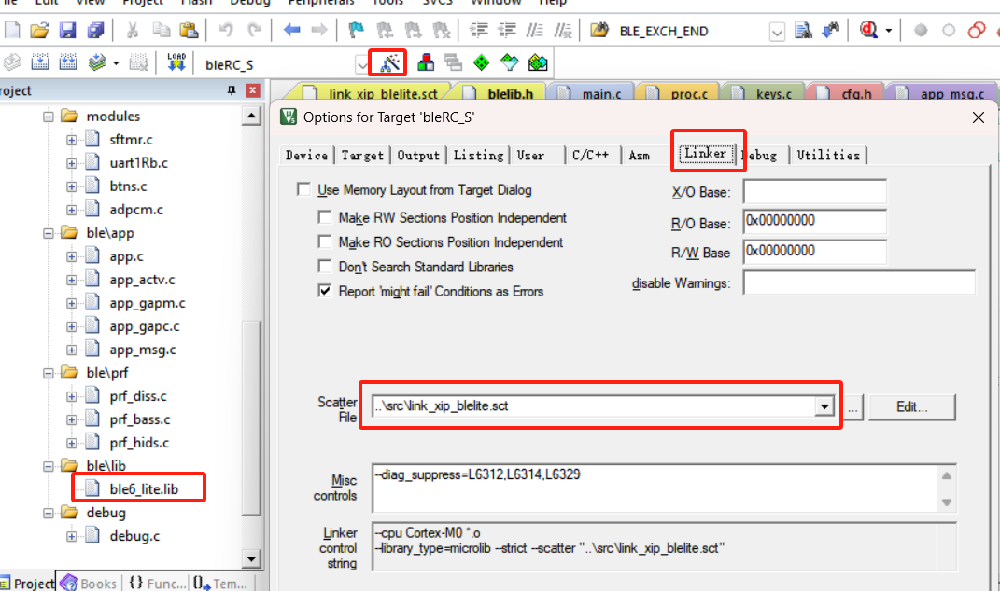 Edit View Project Flash Debug Peripherals Tools SVCS Window Help
BLE_EXCH_END
LOAD
bleRC_S
roject
modules
sftmr.c
uart1Rb.c
btns.c
adpcm.c
ble\app
app.c
app_actv.c
app_gapm.c
app_gapc.c
app_msg.c
ble\prf
prf_diss.c
prf_bass.c
prf_hids.c
ble\lib
ble6_lite.lib
debug
debug.c
Project Books {} Func... Tem...
link_xip_blelite.sct blelib.h main.c proc.c keys.c cfg.h app_msg.c
Options for Target 'bleRC_S'
Device Target Output Listing User C/C++ Asm Linker Debug Utilities
Use Memory Layout from Target Dialog
Make RW Sections Position Independent
Make RO Sections Position Independent
Don't Search Standard Libraries
Report 'might fail' Conditions as Errors
X/O Base:
R/O Base: 0x00000000
R/W Base 0x00000000
disable Warnings:
Scatter
File
..\src\link_xip_blelite.sct
... Edit...
Misc
controls
--diag_suppress=L6312,L6314,L6329
Linker
control
string
--cpu Cortex-M0 *.o
--library_type=microlib --strict --scatter "..\src\link_xip_blelite.sct"